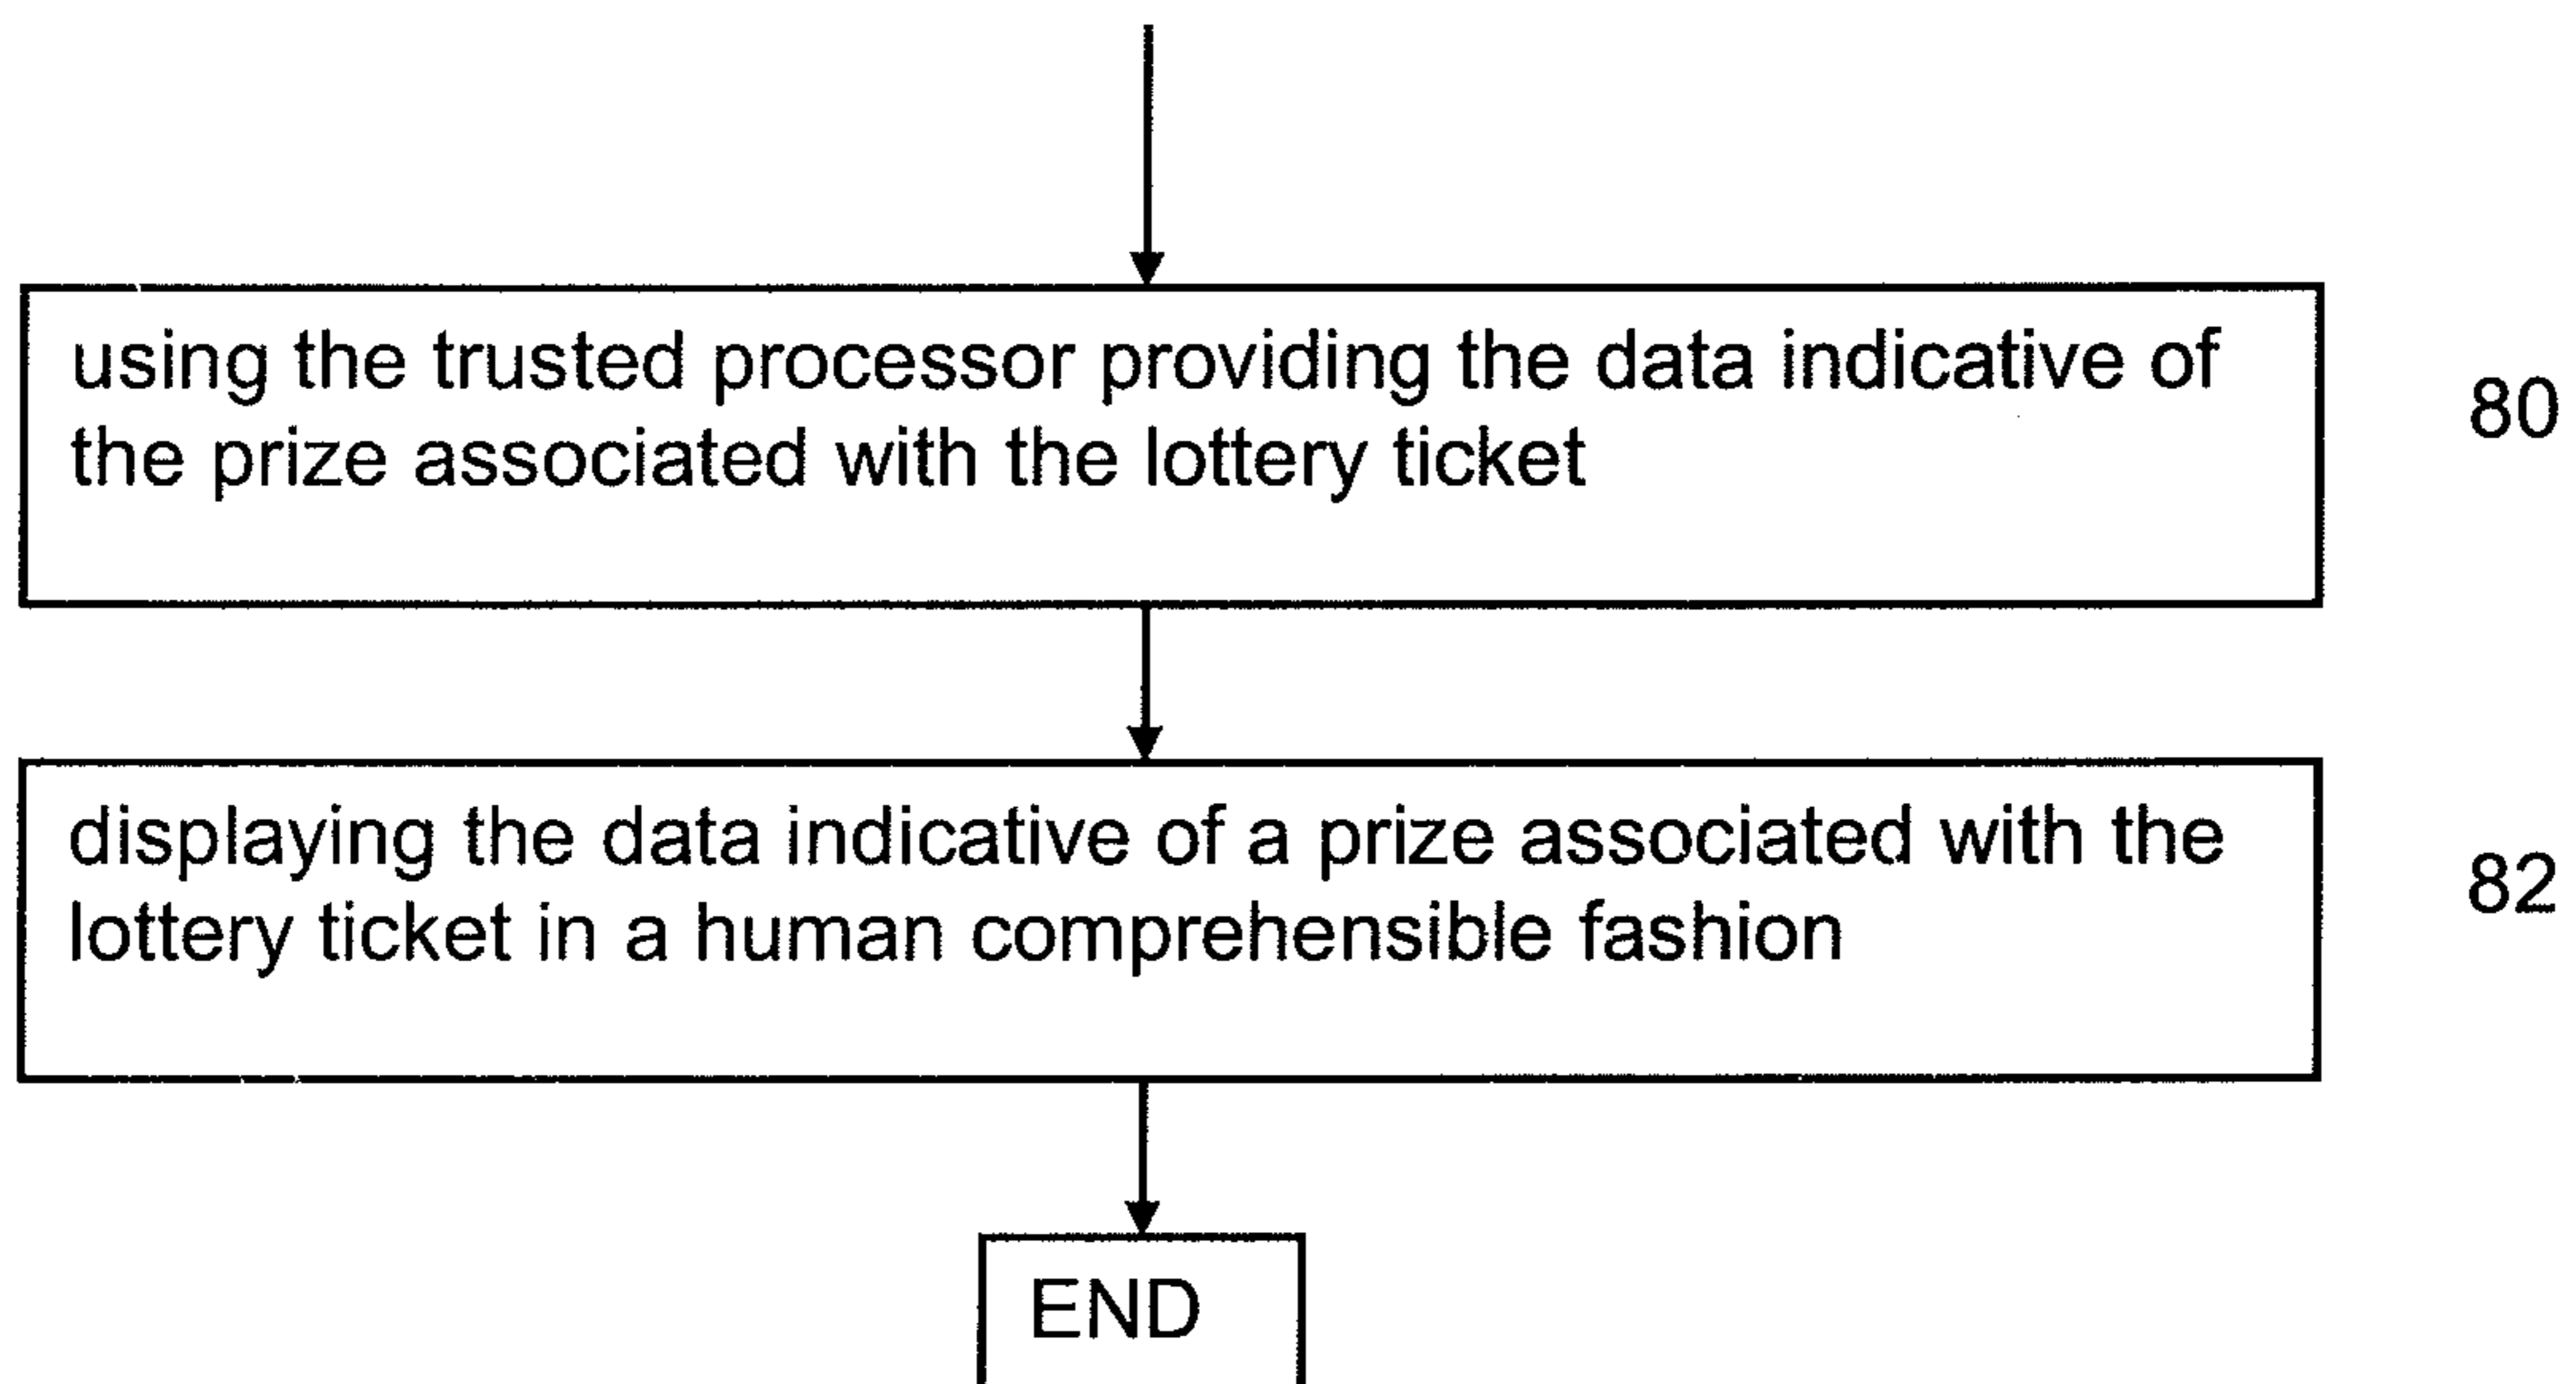 using the trusted processor providing the data indicative of
the prize associated with the lottery ticket
80
displaying the data indicative of a prize associated with the
lottery ticket in a human comprehensible fashion
82
END